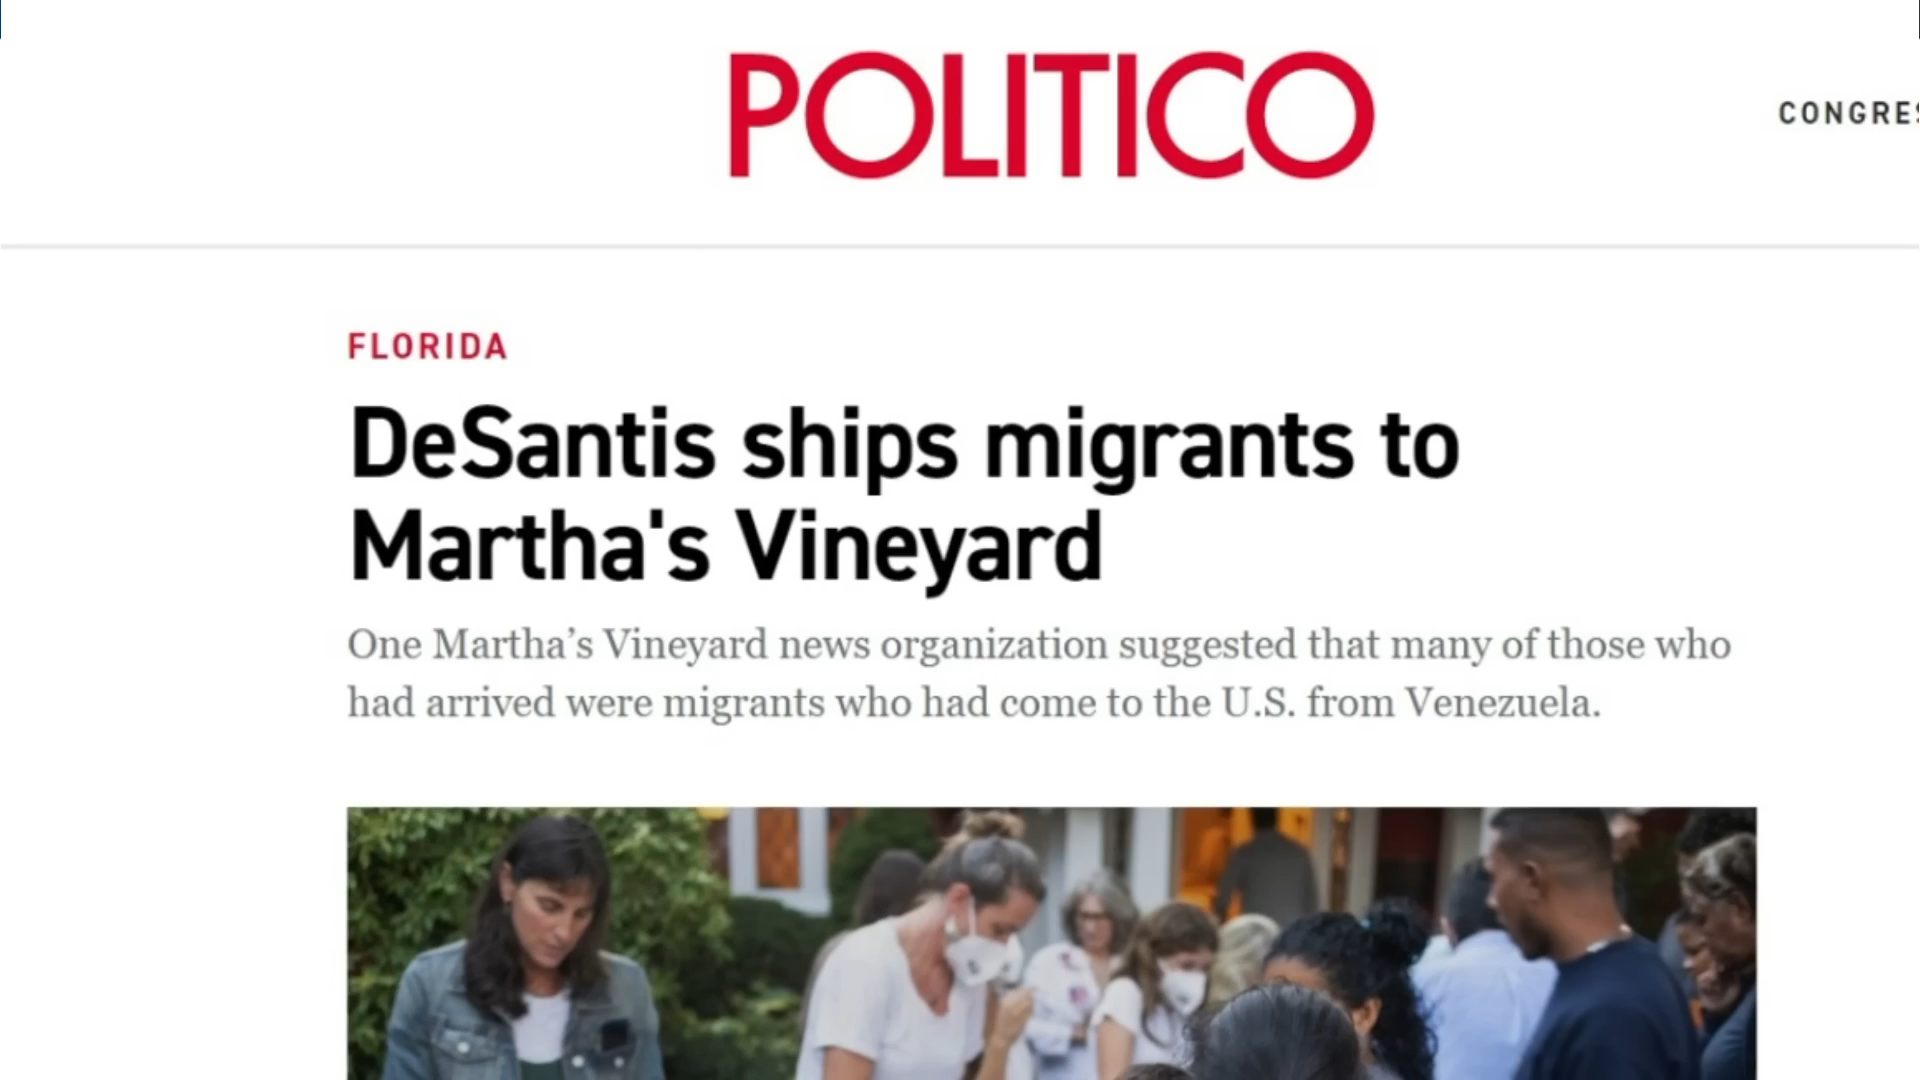 POLITICO
CONGRES
FLORIDA
DeSantis ships migrants to
Martha's Vineyard
One Martha’s Vineyard news organization suggested that many of those who
had arrived were migrants who had come to the U.S. from Venezuela.